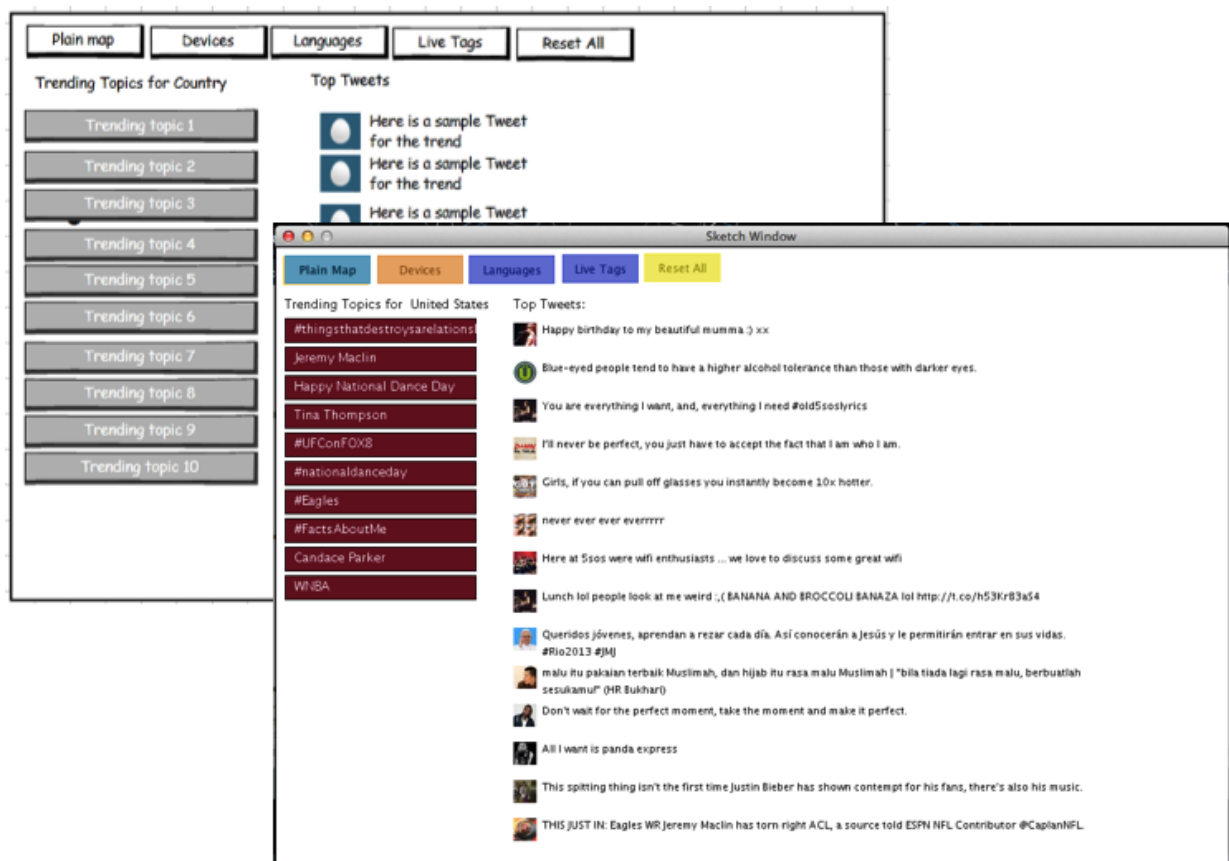 Plain map
Devices
Languages
Live Tags
Reset All
Trending Topics for Country
Top Tweets
Trending topic 1
Trending topic 2
Trending topic 3
Trending topic 4
Trending topic 5
Trending topic 6
Trending topic 7
Trending topic 8
Trending topic 9
Trending topic 10
Here is a sample Tweet
for the trend
Here is a sample Tweet
for the trend
Here is a sample Tweet
Sketch Window
Plain Map
Devices
Languages
Live Tags
Reset All
Trending Topics for United States
#thingsthatdestroysarelationsl
Jeremy Maclin
Happy National Dance Day
Tina Thompson
#UFConFOX8
#nationaldanceday
#Eagles
#FactsAboutMe
Candace Parker
WNBA
Top Tweets:
Happy birthday to my beautiful mumma :) xx
Blue-eyed people tend to have a higher alcohol tolerance than those with darker eyes.
You are everything I want, and, everything I need #old5soslyrics
I'll never be perfect, you just have to accept the fact that I am who I am.
Girls, if you can pull off glasses you instantly become 10x hotter.
never ever ever everrrrr
Here at 5sos were wifi enthusiasts ... we love to discuss some great wifi
Lunch lol people look at me weird :,( BANANA AND BROCCOLI BANAZA lol http://t.co/h53Kr83aS4
Queridos jóvenes, aprendan a rezar cada día. Así conocerán a Jesús y le permitirán entrar en sus vidas.
#Rio2013 #JMJ
malu itu pakaian terbaik Muslimah, dan hijab itu rasa malu Muslimah | "bila tiada lagi rasa malu, berbuatlah
sesukamu!" (HR Bukhari)
Don't wait for the perfect moment, take the moment and make it perfect.
All I want is panda express
This spitting thing isn't the first time Justin Bieber has shown contempt for his fans, there's also his music.
THIS JUST IN: Eagles WR Jeremy Maclin has torn right ACL, a source told ESPN NFL Contributor @CaplanNFL.